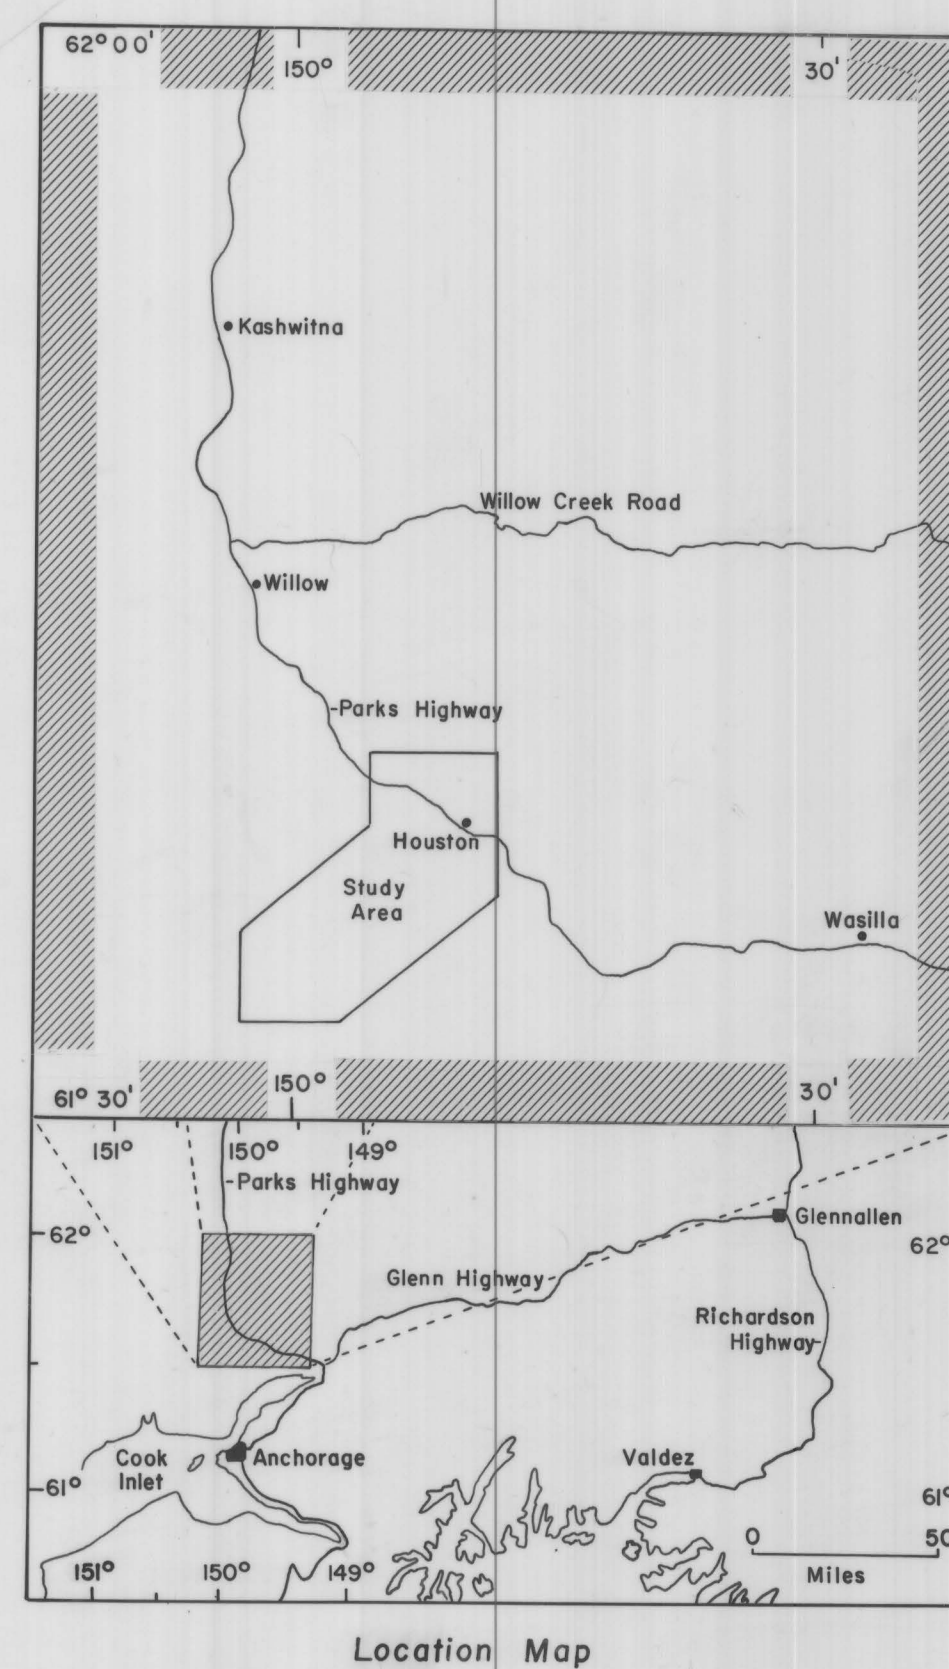 62° 00'
150°
30'
Kashwitna
Willow Creek Road
Willow
Parks Highway
Houston
Study
Area
Wasilla
61° 30'
150°
30'
151°
150°
149°
Parks Highway
62°
Glennallen
62°
Glenn Highway
Richardson
Highway
Cook
Inlet
Anchorage
Valdez
61°
61°
0
50
Miles
151°
150°
149°
Location Map